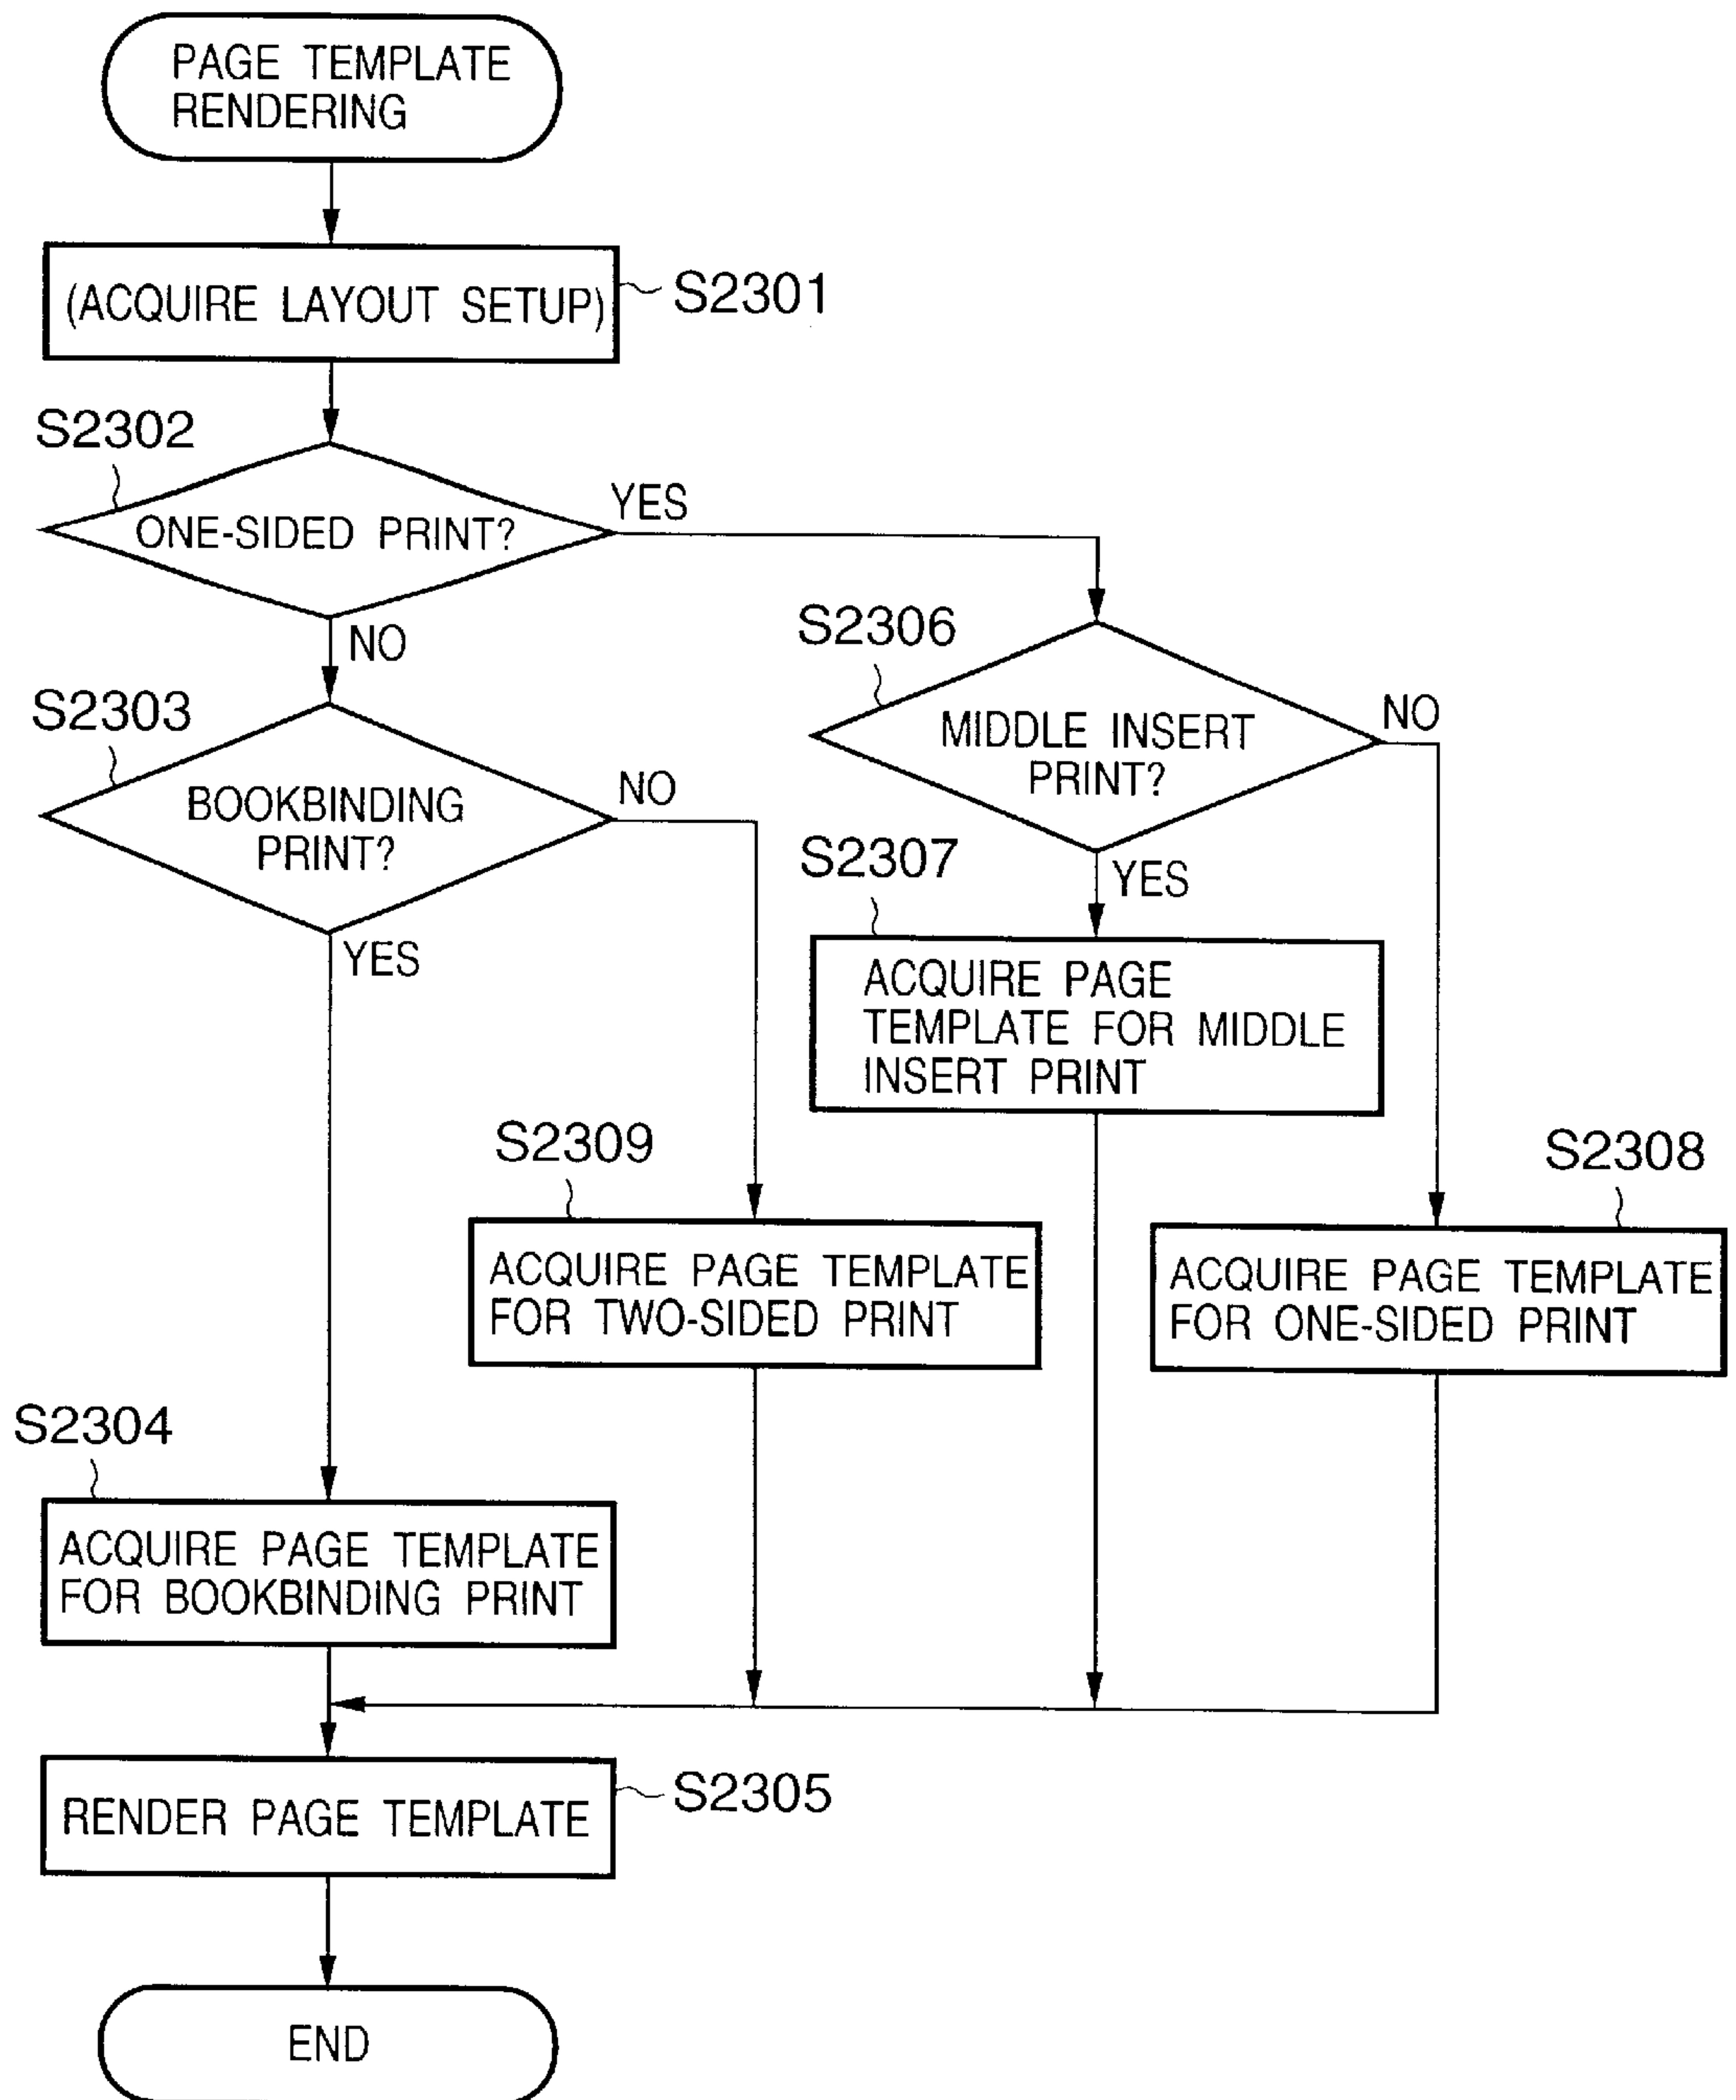 PAGE TEMPLATE
RENDERING
(ACQUIRE LAYOUT SETUP)
S2301
S2302
ONE-SIDED PRINT?
YES
NO
S2306
MIDDLE INSERT
PRINT?
NO
YES
S2303
BOOKBINDING
PRINT?
NO
YES
S2307
ACQUIRE PAGE
TEMPLATE FOR MIDDLE
INSERT PRINT
S2309
ACQUIRE PAGE TEMPLATE
FOR TWO-SIDED PRINT
S2308
ACQUIRE PAGE TEMPLATE
FOR ONE-SIDED PRINT
S2304
ACQUIRE PAGE TEMPLATE
FOR BOOKBINDING PRINT
RENDER PAGE TEMPLATE
S2305
END